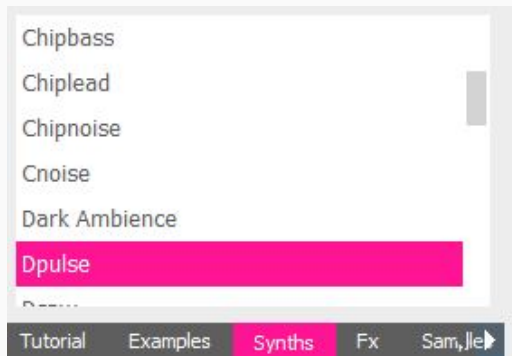 Chipbass
Chiplead
Chipnoise
Cnoise
Dark Ambience
Dpulse
Tutorial Examples Synths Fx